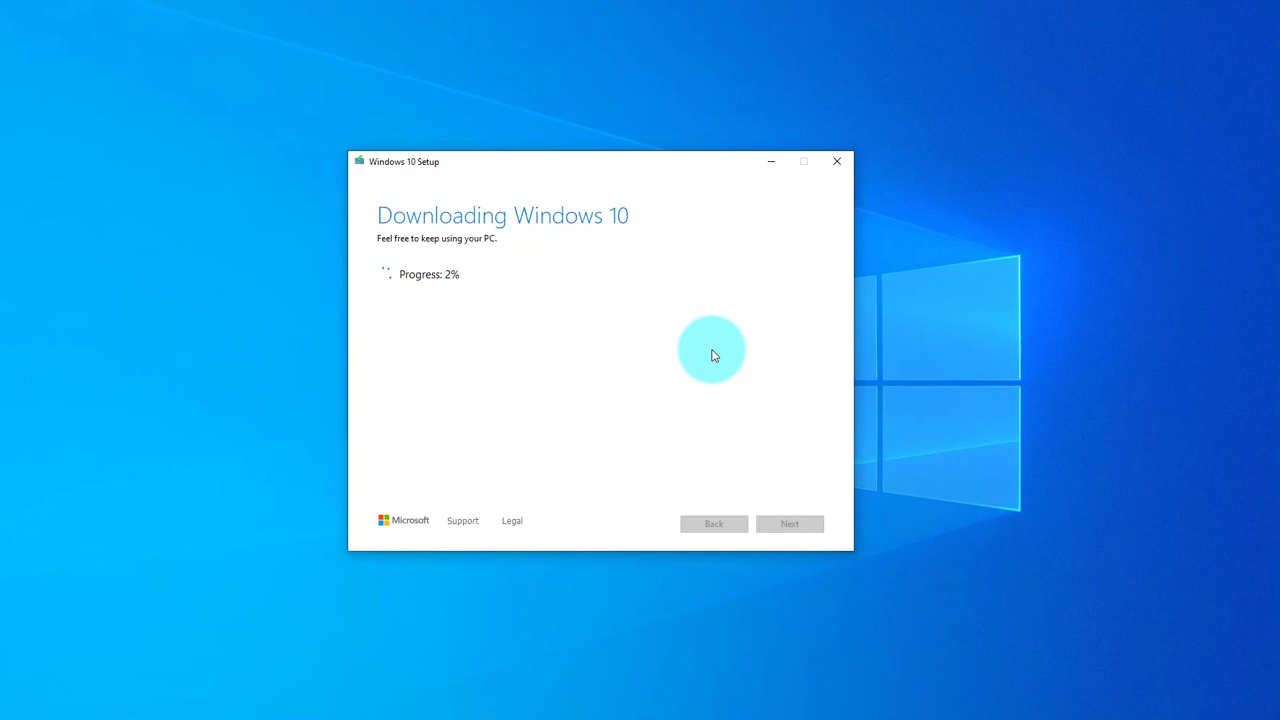 Windows 10 Setup
Downloading Windows 10
Feel free to keep using your PC.
Progress: 2%
Microsoft Support Legal Back Next